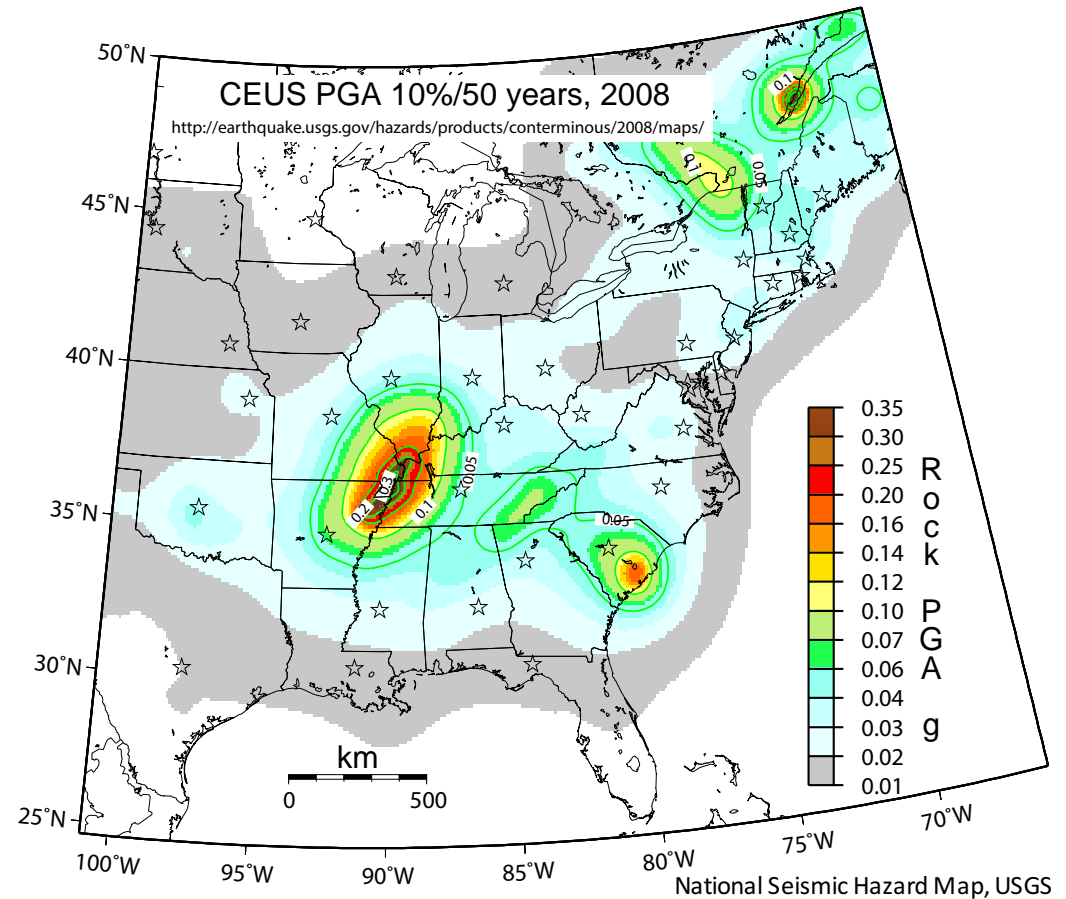 CEUS PGA 10%/50 years, 2008
http://earthquake.usgs.gov/hazards/products/conterminous/2008/maps/
50˚N
45˚N
40˚N
35˚N
30˚N
25˚N
0.1
0.1
0.05
0.05
0.3
0.2
0.1
0.05
0.35
0.30
0.25
0.20
0.16
0.14
0.12
0.10
0.07
0.06
0.04
0.03
0.02
0.01
Rock PGA g
km
0 500
100˚W
95˚W
90˚W
85˚W
80˚W
75˚W
70˚W
National Seismic Hazard Map, USGS